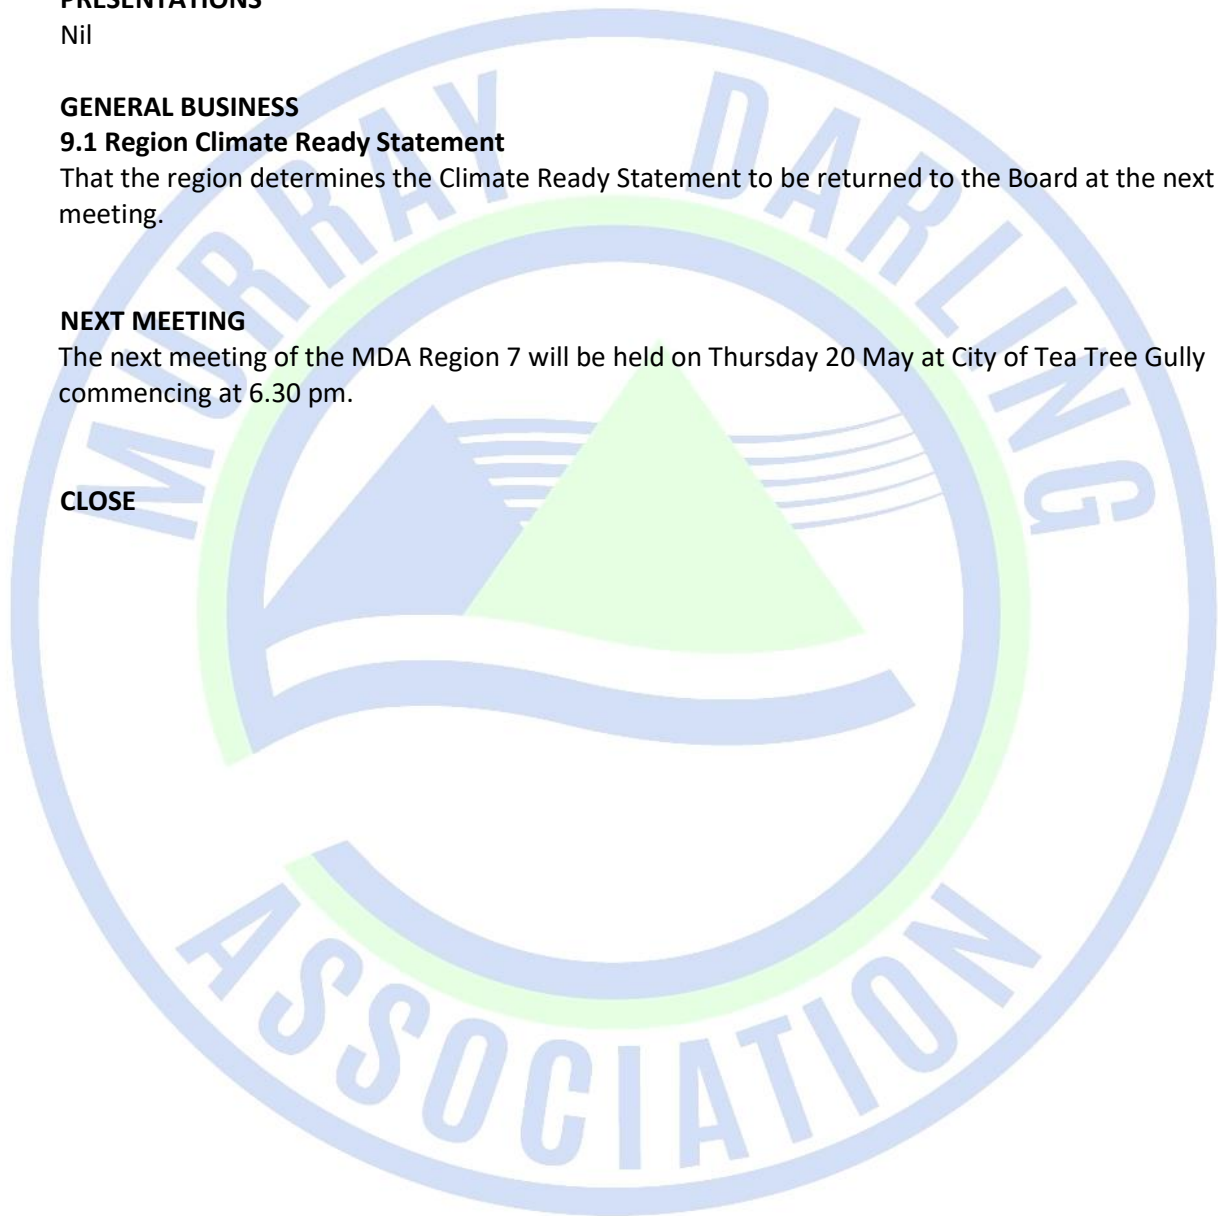 PRESENTATIONS
Nil
GENERAL BUSINESS
9.1 Region Climate Ready Statement
That the region determines the Climate Ready Statement to be returned to the Board at the next
meeting.
NEXT MEETING
The next meeting of the MDA Region 7 will be held on Thursday 20 May at City of Tea Tree Gully
commencing at 6.30 pm.
CLOSE
MURRAY DARLING
ASSOCIATION